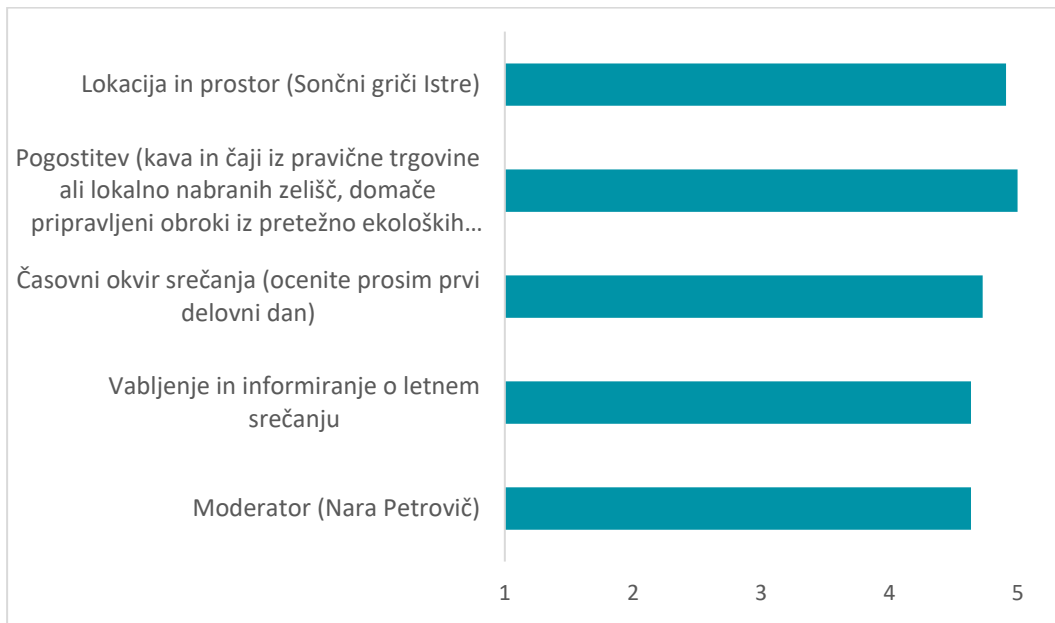 Lokacija in prostor (Sončni griči Istre)
Pogostitev (kava in čaji iz pravične trgovine
ali lokalno nabranih zelišč, domače
pripravljeni obroki iz pretežno ekoloških…
Časovni okvir srečanja (ocenite prosim prvi
delovni dan)
Vabljenje in informiranje o letnem
srečanju
Moderator (Nara Petrovič)
1 2 3 4 5